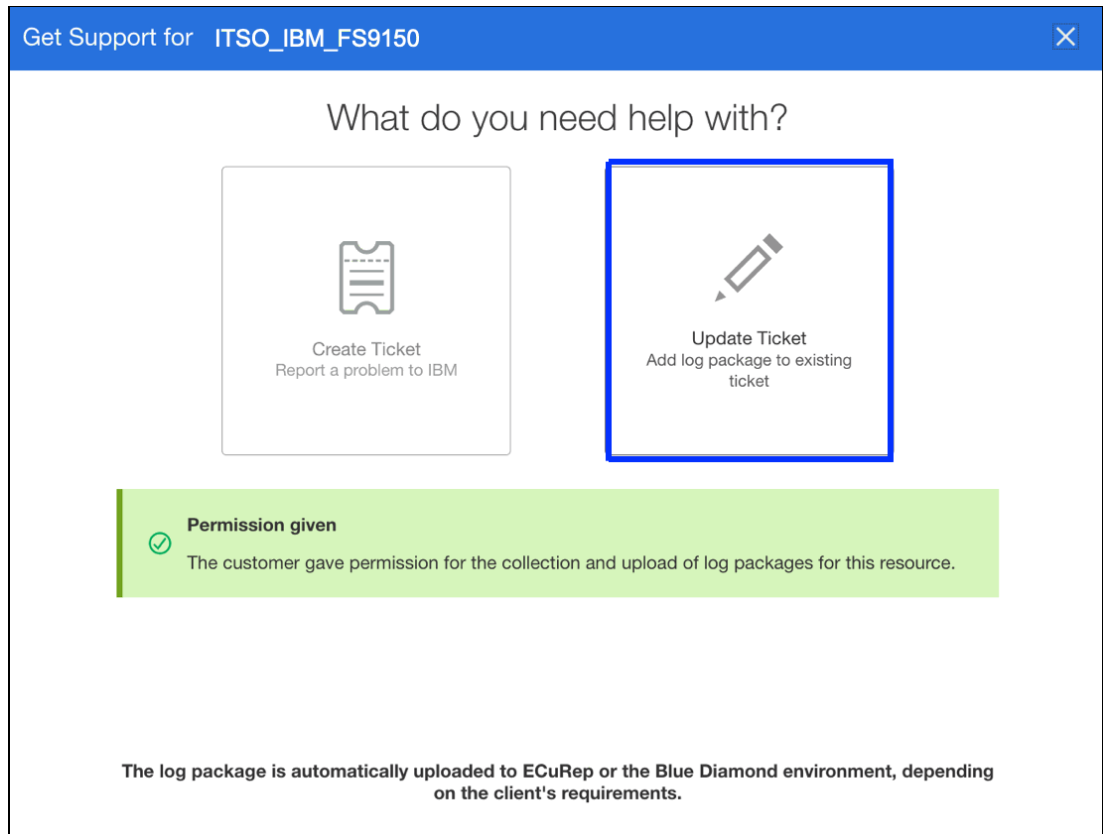 Get Support for ITSO_IBM_FS9150
What do you need help with?
Create Ticket
Report a problem to IBM
Update Ticket
Add log package to existing
ticket
Permission given
The customer gave permission for the collection and upload of log packages for this resource.
The log package is automatically uploaded to ECuRep or the Blue Diamond environment, depending
on the client's requirements.